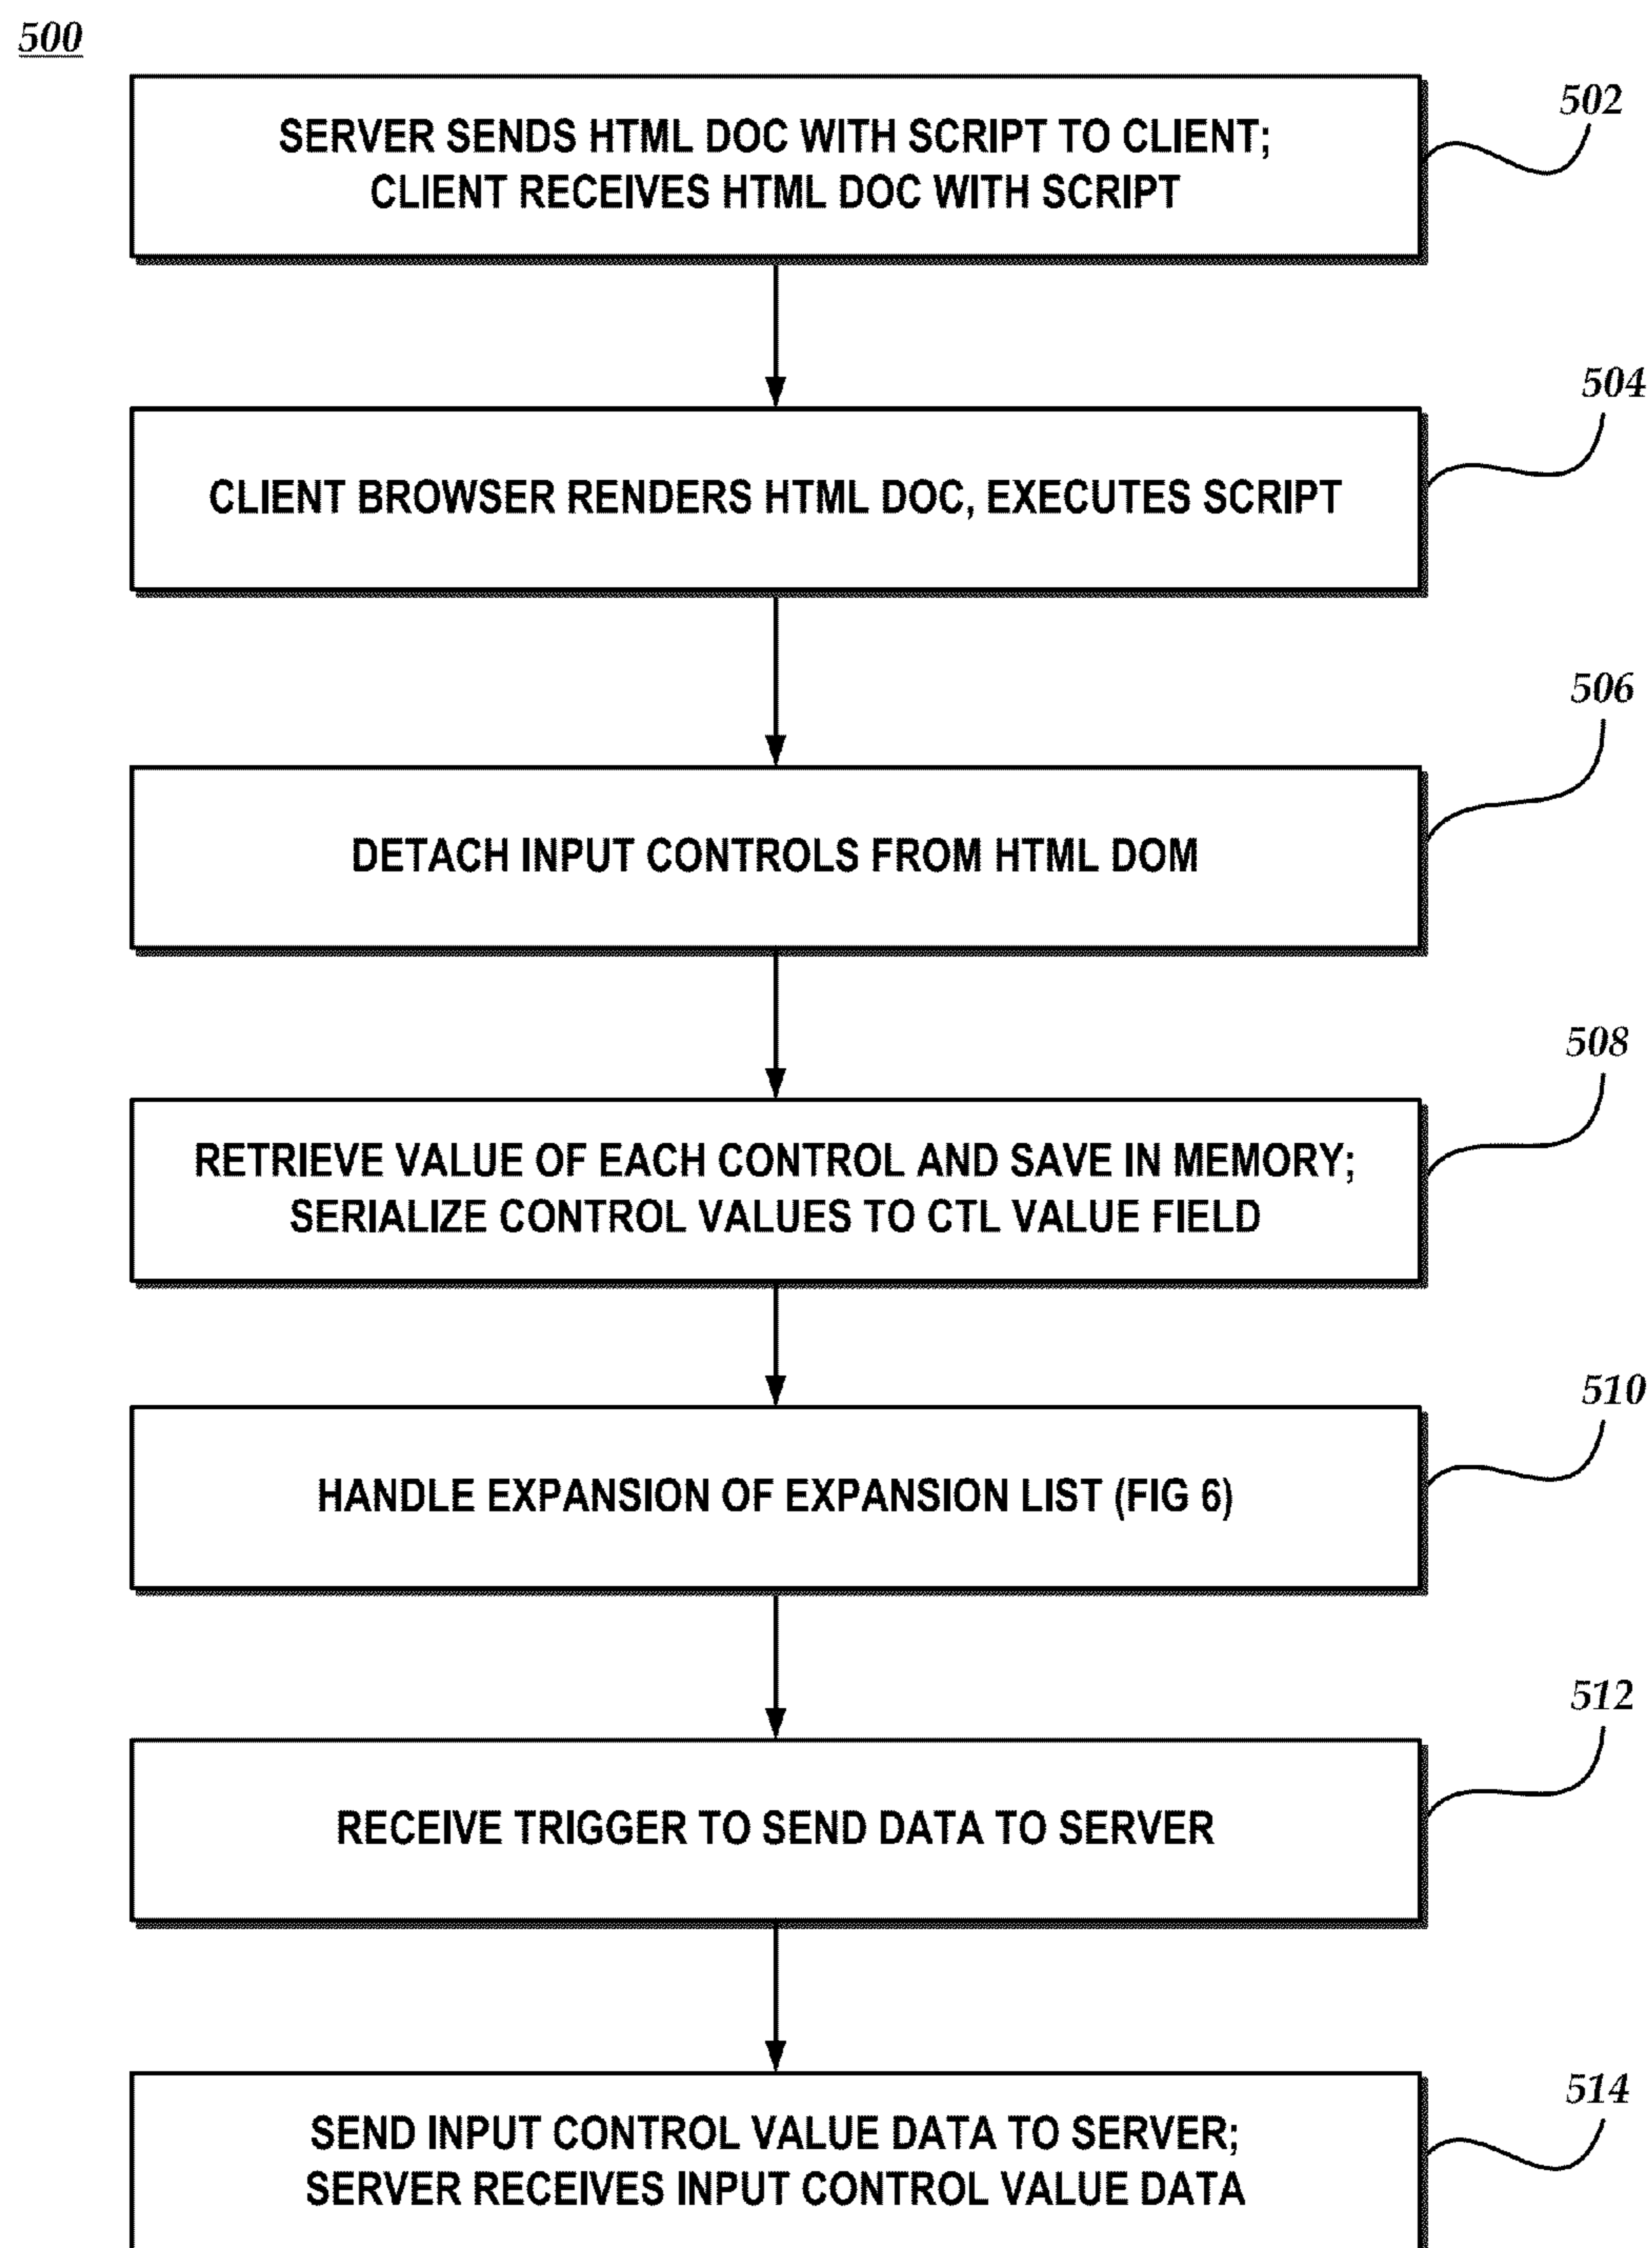 500
502
SERVER SENDS HTML DOC WITH SCRIPT TO CLIENT;
CLIENT RECEIVES HTML DOC WITH SCRIPT
504
CLIENT BROWSER RENDERS HTML DOC, EXECUTES SCRIPT
506
DETACH INPUT CONTROLS FROM HTML DOM
508
RETRIEVE VALUE OF EACH CONTROL AND SAVE IN MEMORY;
SERIALIZE CONTROL VALUES TO CTL VALUE FIELD
510
HANDLE EXPANSION OF EXPANSION LIST (FIG 6)
512
RECEIVE TRIGGER TO SEND DATA TO SERVER
514
SEND INPUT CONTROL VALUE DATA TO SERVER;
SERVER RECEIVES INPUT CONTROL VALUE DATA